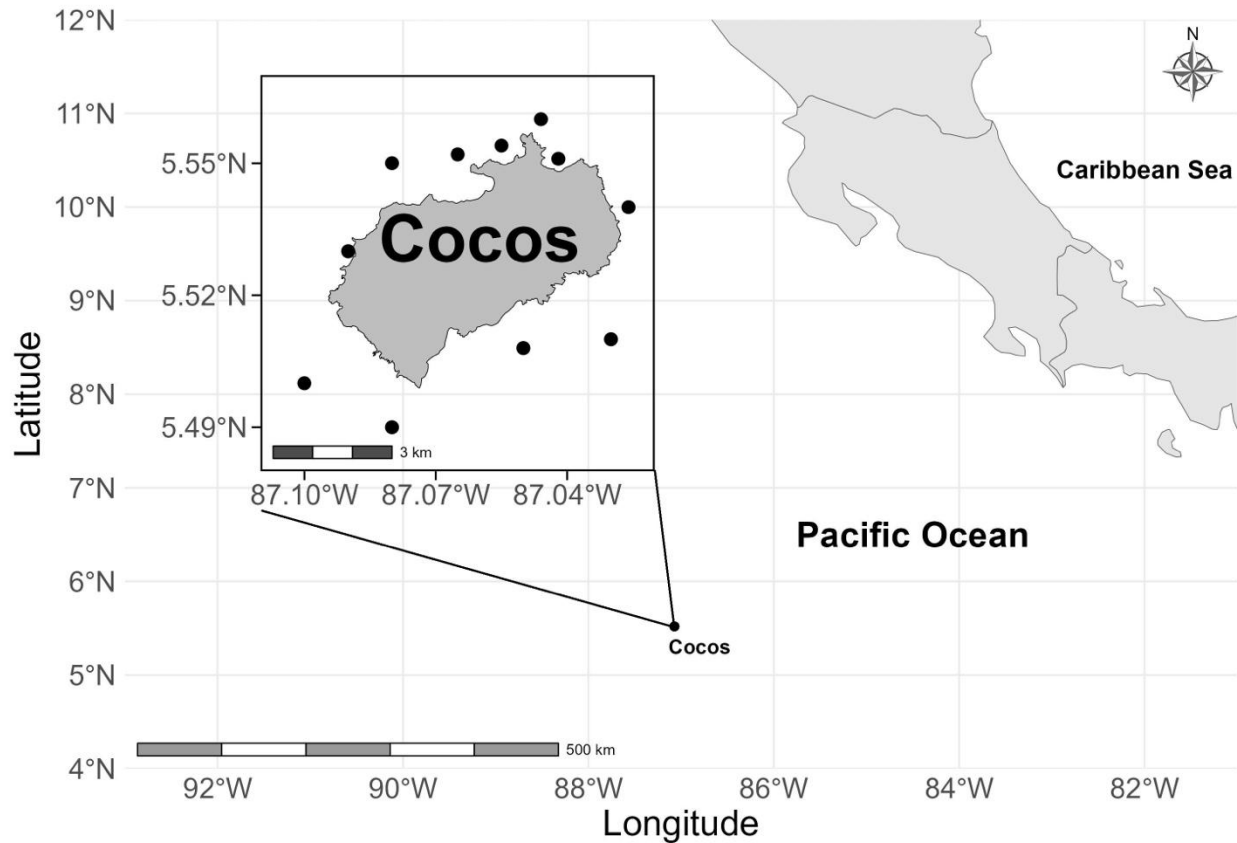 12°N
11°N
10°N
9°N
8°N
7°N
6°N
5°N
4°N
Latitude
N
Caribbean Sea
5.55°N
5.52°N
5.49°N
Cocos
3 km
87.10°W 87.07°W 87.04°W
Pacific Ocean
Cocos
500 km
92°W 90°W 88°W 86°W 84°W 82°W
Longitude